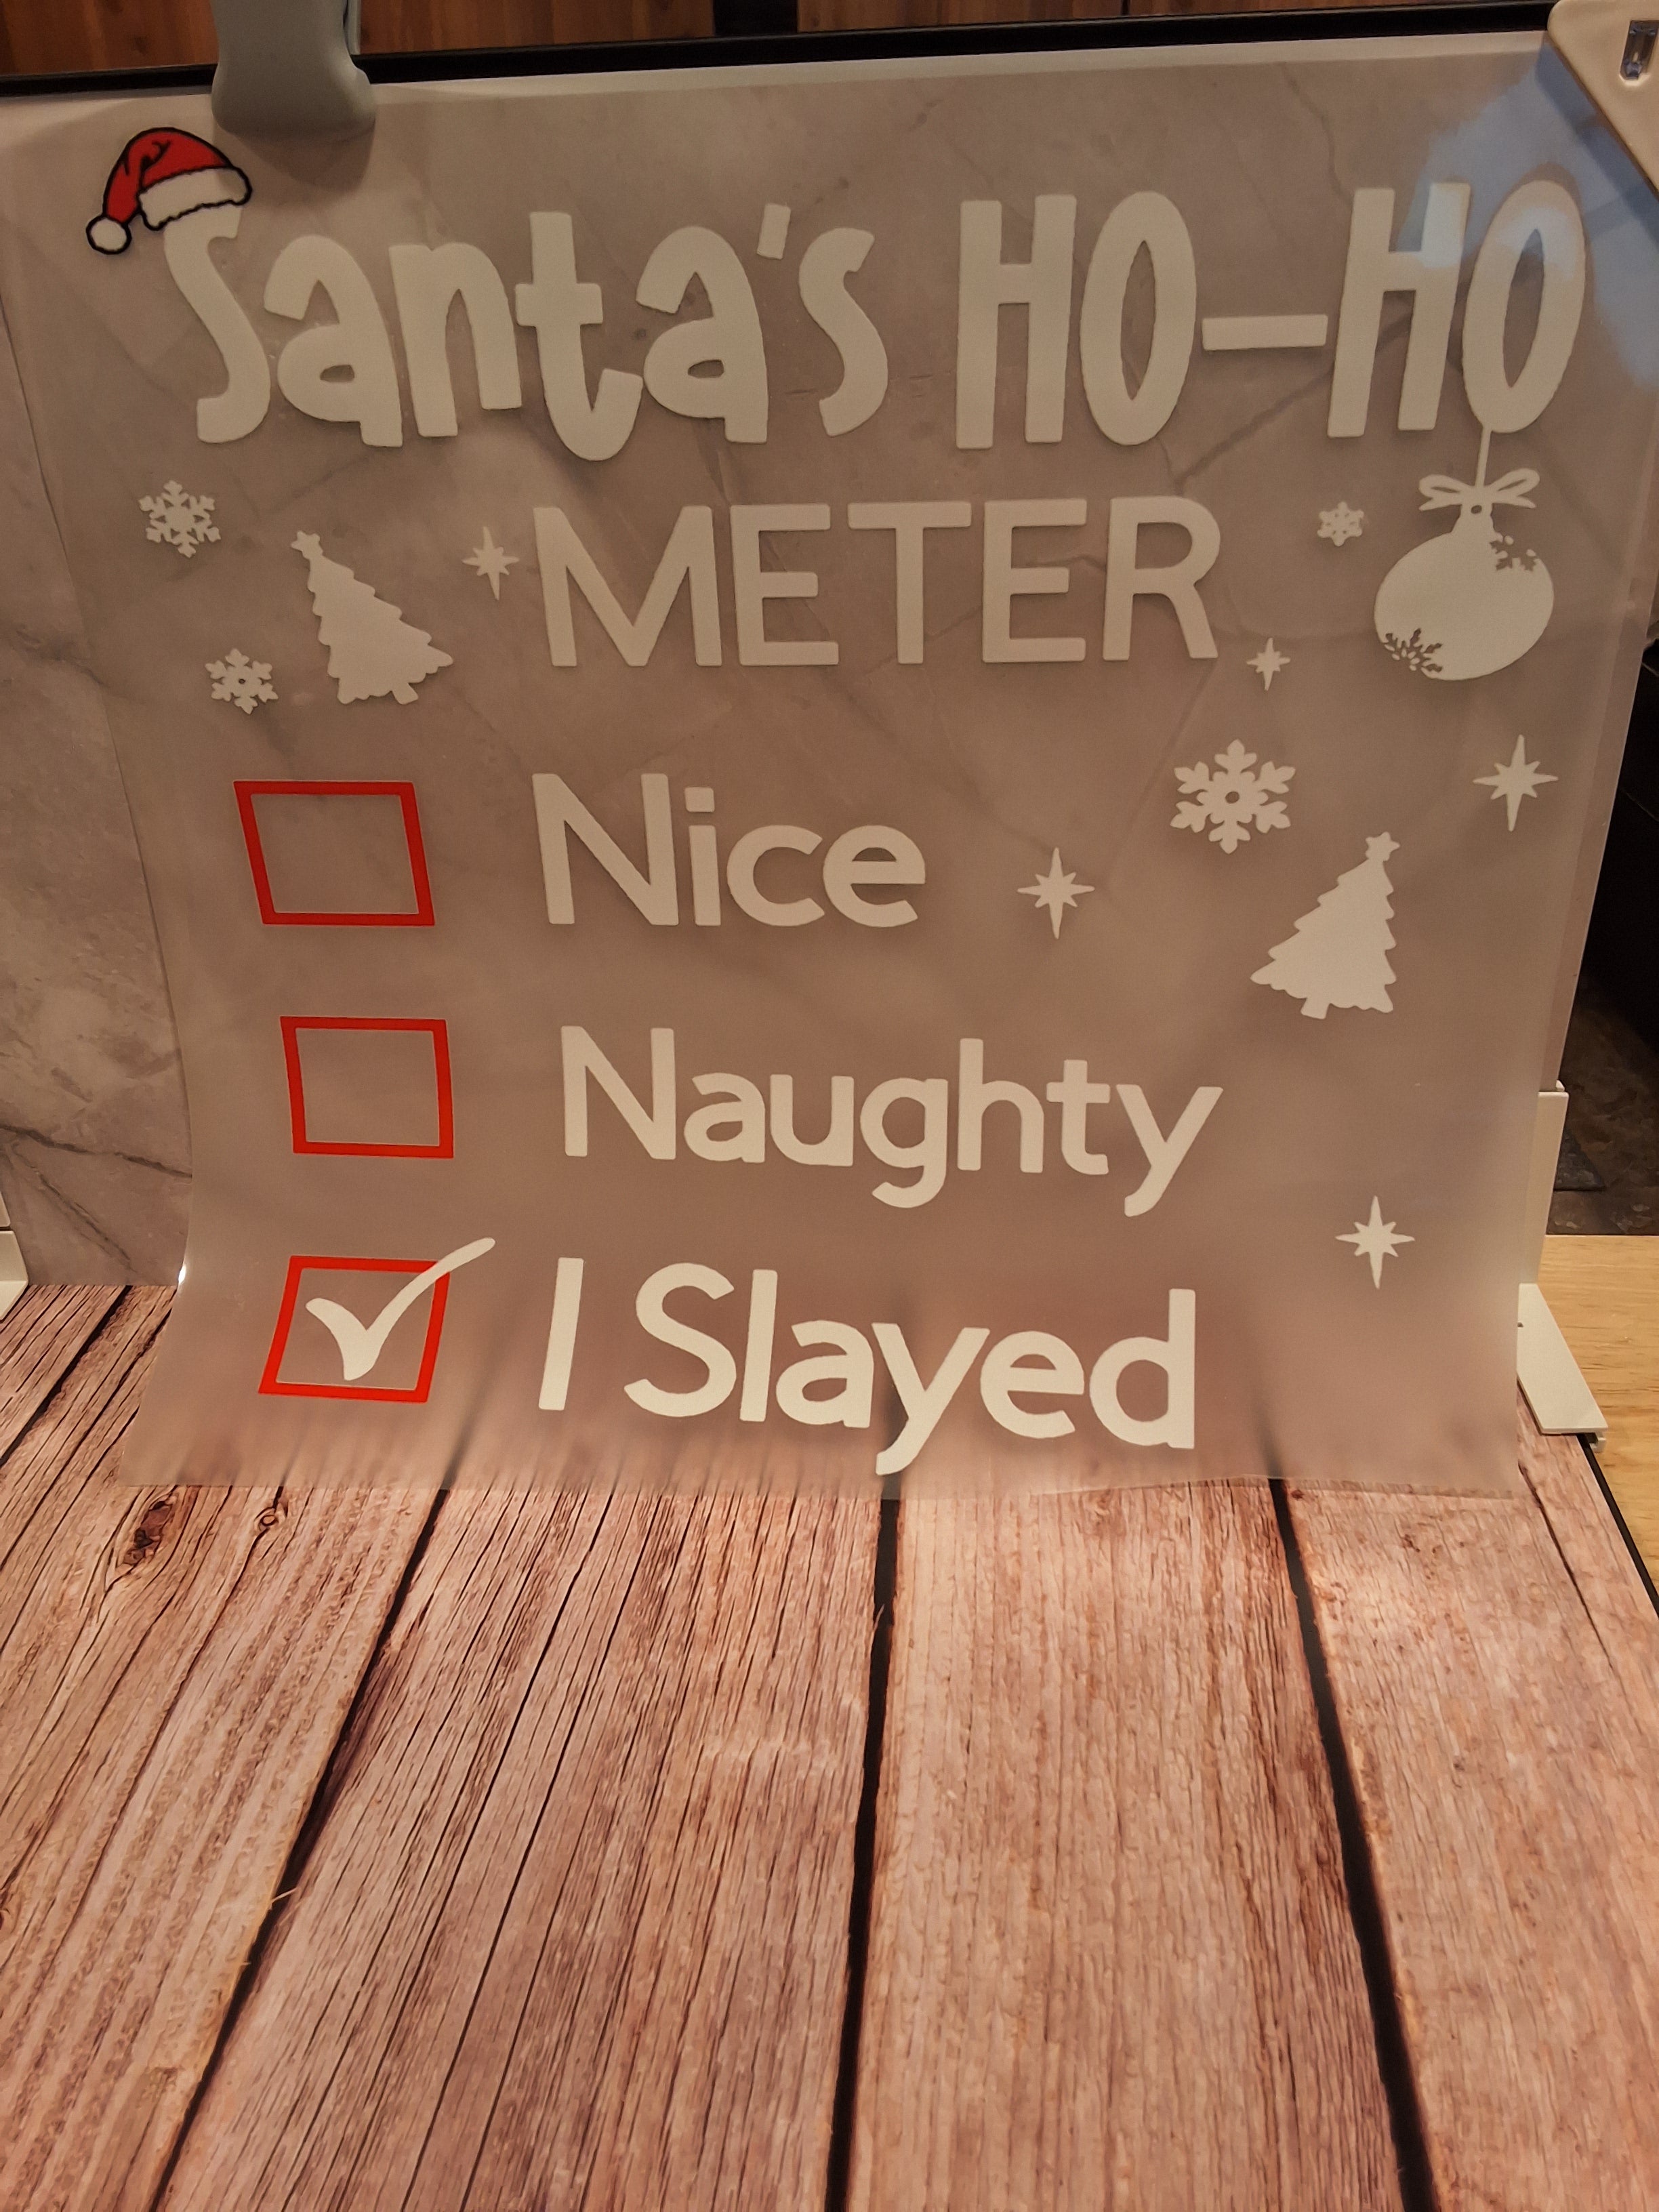 Santa's HO-HO
METER
Nice
Naughty
I Slayed